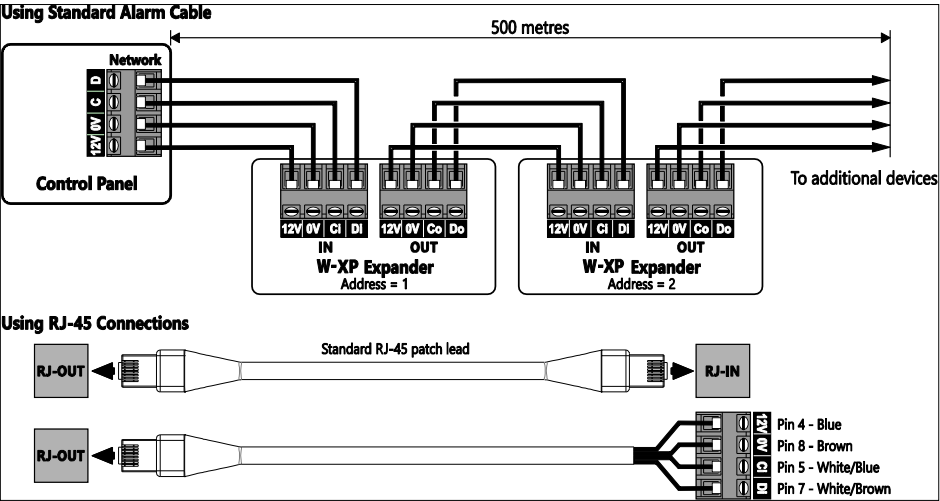 Using Standard Alarm Cable
500 metres
Network
D
C
0V
12V
Control Panel
To additional devices
12V 0V CI DI 12V 0V Co Do
12V 0V CI DI 12V 0V Co Do
IN OUT
IN OUT
W-XP Expander
W-XP Expander
Address = 1
Address = 2
Using RJ-45 Connections
Standard RJ-45 patch lead
RJ-OUT
RJ-IN
RJ-OUT
12V Pin 4 - Blue
0V Pin 8 - Brown
CI Pin 5 - White/Blue
DI Pin 7 - White/Brown